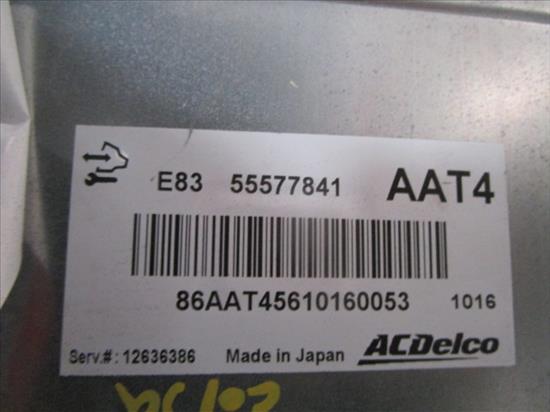 E83 55577841 AAT4
86AAT45610160053 1016
Serv.#: 12636386 Made in Japan ACDelco